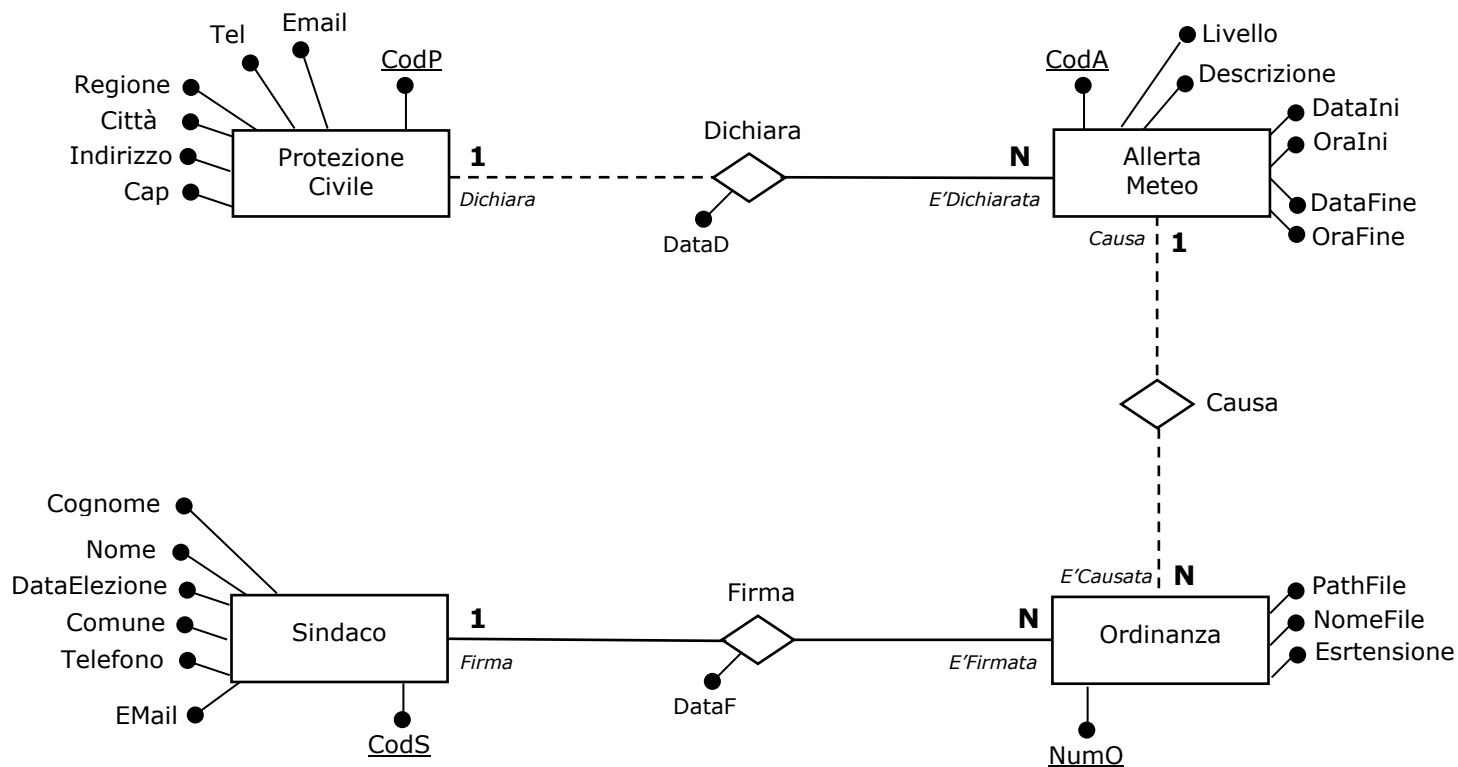 Email
Tel
CodP
Regione
Città
Indirizzo
Cap
Protezione
Civile
1
Dichiara
Dichiara
DataD
N
E'Dichiarata
CodA
Livello
Descrizione
DataIni
OraIni
Allerta
Meteo
DataFine
OraFine
Causa
1
Causa
E'Causata
N
Cognome
Nome
DataElezione
Comune
Telefono
EMail
Sindaco
CodS
1
Firma
Firma
DataF
N
E'Firmata
Ordinanza
PathFile
NomeFile
Esrtensione
NumO